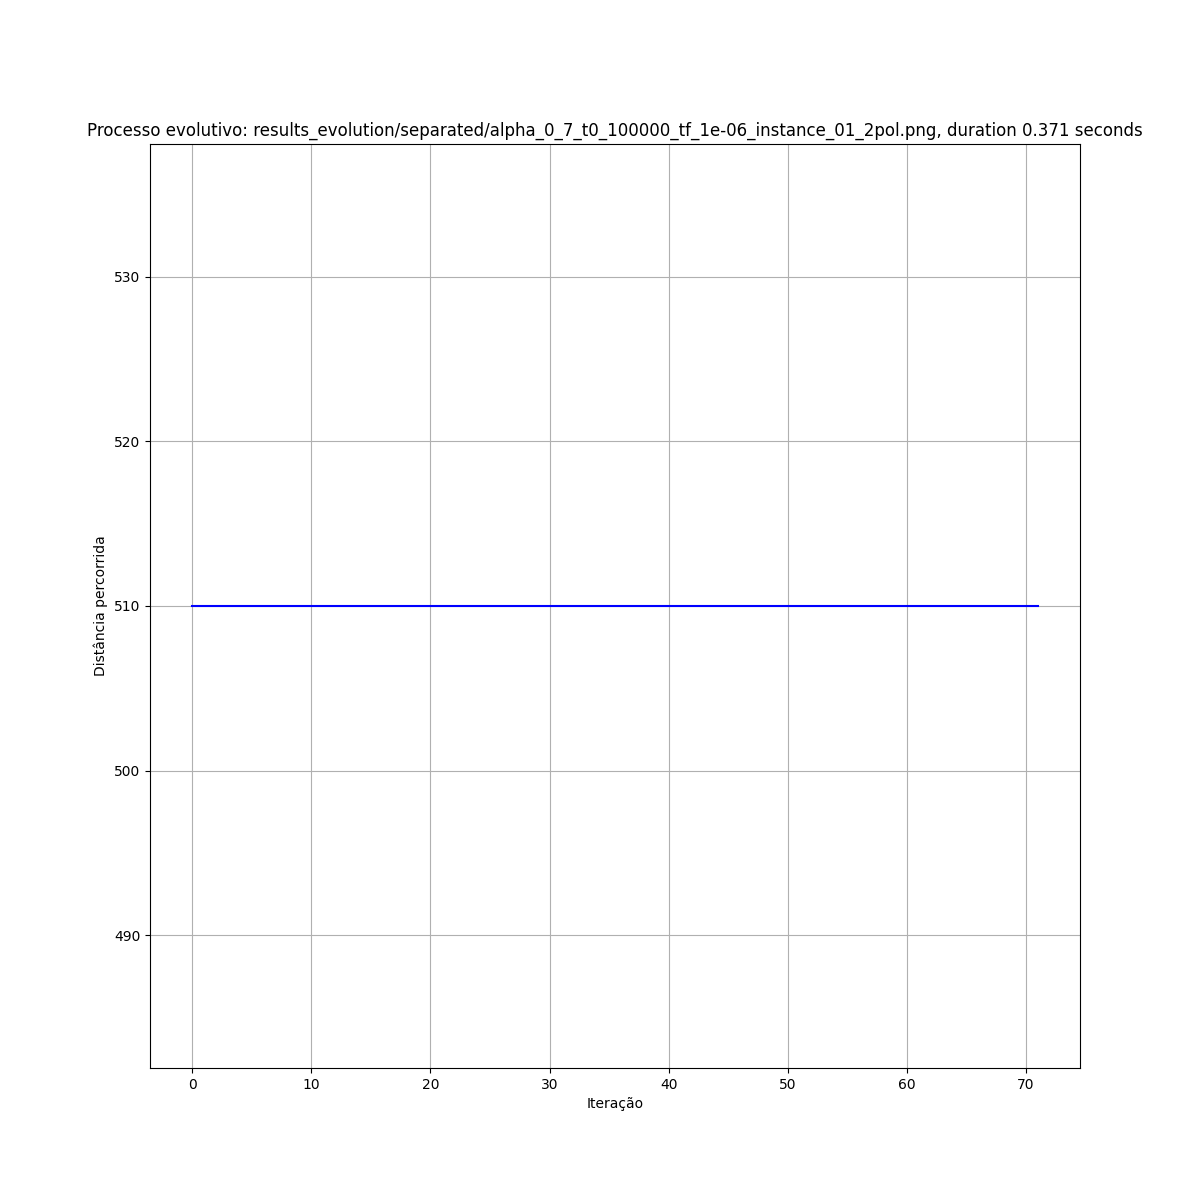 Processo evolutivo: results_evolution/separated/alpha_0_7_t0_100000_tf_1e-06_instance_01_2pol.png, duration 0.371 seconds
530
520
510
500
490
Distância percorrida
0 10 20 30 40 50 60 70
Iteração